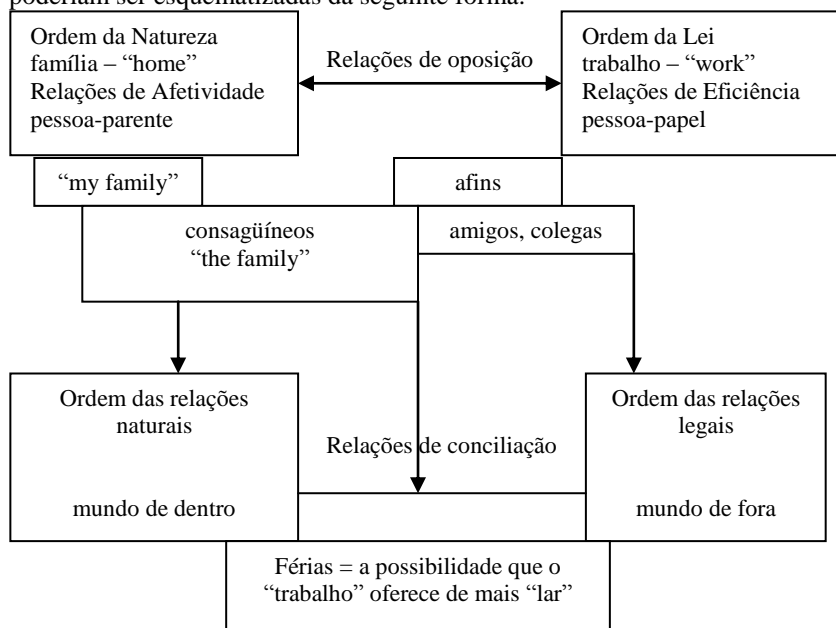 poderiam ser esquematizadas da seguinte forma:
Ordem da Natureza
família – “home”
Relações de Afetividade
pessoa-parente
Relações de oposição
Ordem da Lei
trabalho – “work”
Relações de Eficiência
pessoa-papel
“my family”
afins
consagüíneos
“the family”
amigos, colegas
Ordem das relações
naturais
mundo de dentro
Relações de conciliação
Ordem das relações
legais
mundo de fora
Férias = a possibilidade que o
“trabalho” oferece de mais “lar”